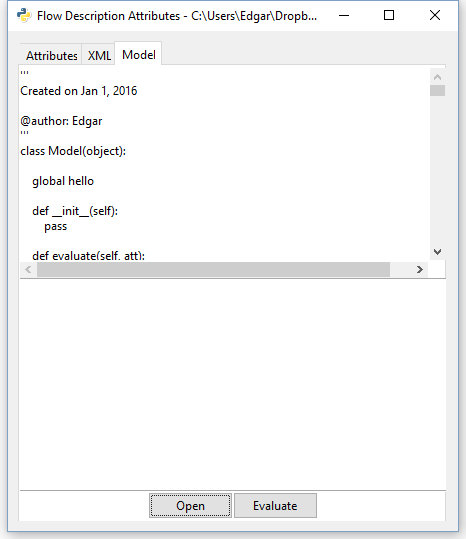 Flow Description Attributes - C:\Users\Edgar\Dropb...
Attributes XML Model
'''
Created on Jan 1, 2016
@author: Edgar
'''
class Model(object):
global hello
def __init__(self):
pass
def evaluate(self, att):
Open Evaluate